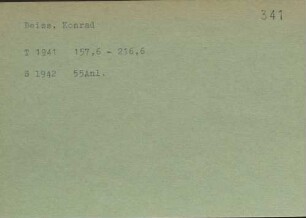 341
Beise, Konrad
T 1941 157,6 - 216,6
S 1942 55Anl.